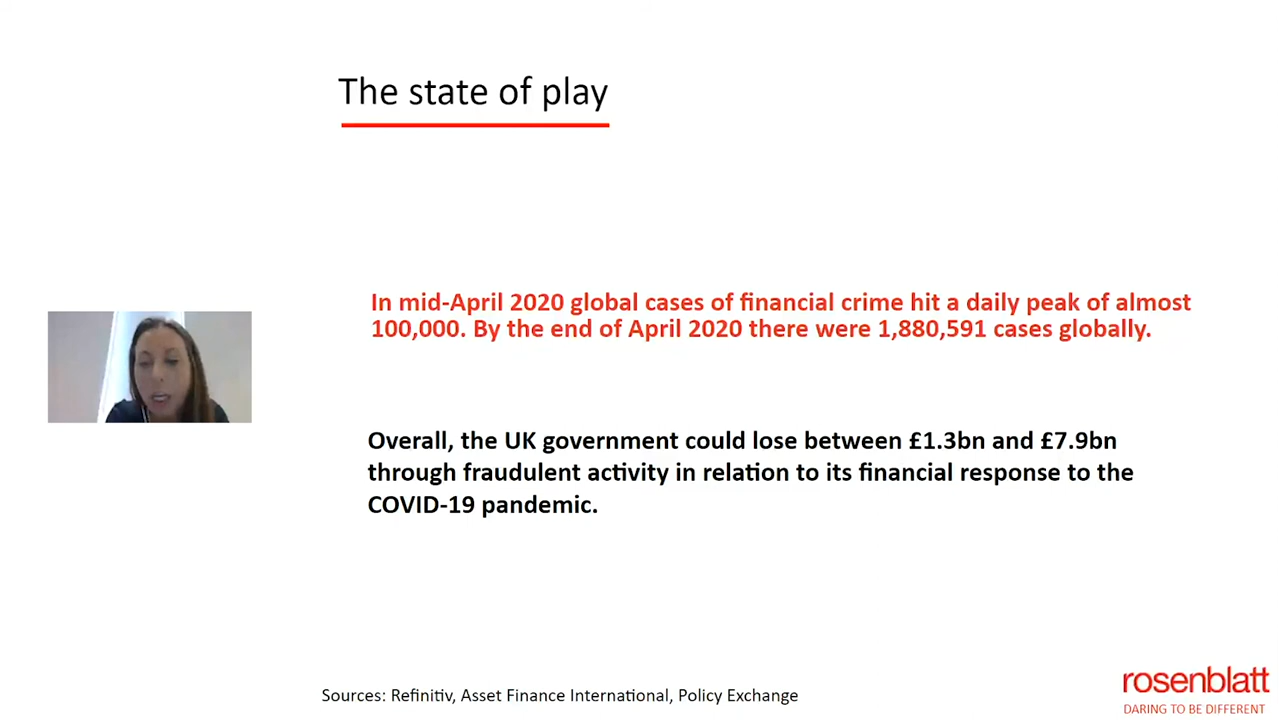 The state of play
In mid-April 2020 global cases of financial crime hit a daily peak of almost
100,000. By the end of April 2020 there were 1,880,591 cases globally.
Overall, the UK government could lose between £1.3bn and £7.9bn
through fraudulent activity in relation to its financial response to the
COVID-19 pandemic.
Sources: Refinitiv, Asset Finance International, Policy Exchange
rosenblatt
DARING TO BE DIFFERENT